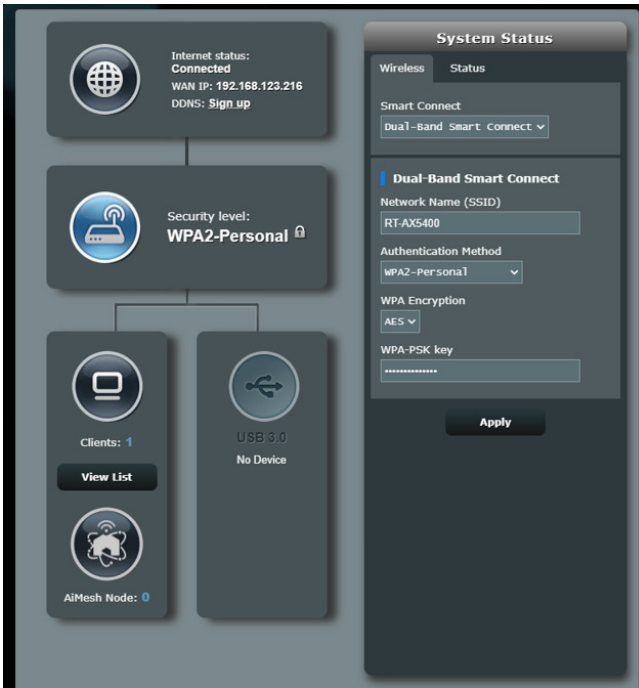 Internet status:
Connected
WAN IP: 192.168.123.216
DDNS: Sign up
Security level:
WPA2-Personal
Clients: 1
View List
AiMesh Node: 0
USB 3.0
No Device
System Status
Wireless Status
Smart Connect
Dual-Band Smart Connect
Dual-Band Smart Connect
Network Name (SSID)
RT-AX5400
Authentication Method
WPA2-Personal
WPA Encryption
AES
WPA-PSK key
Apply